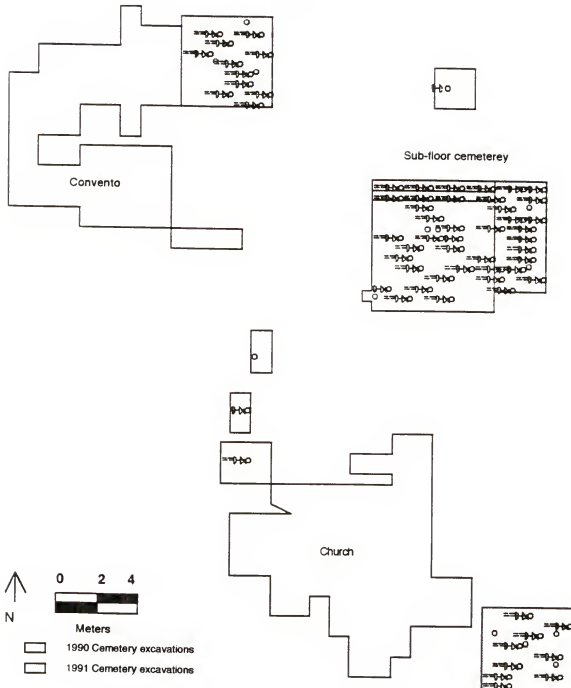 Sub-floor cemeterey
Convento
Church
0 2 4
N
Meters
1990 Cemetery excavations
1991 Cemetery excavations